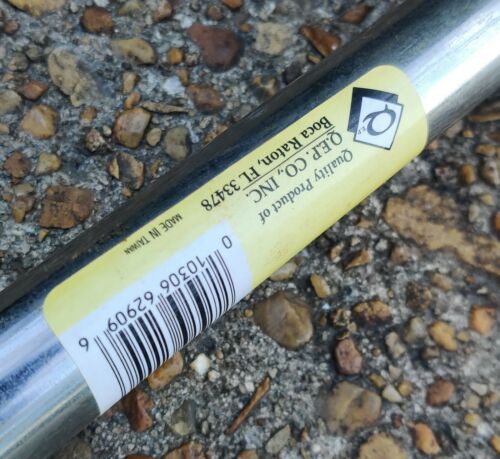 Quality Product of
Q.E.P. CO., INC.
Boca Raton, FL 33478
MADE IN TAIWAN
0 10306 62909 6